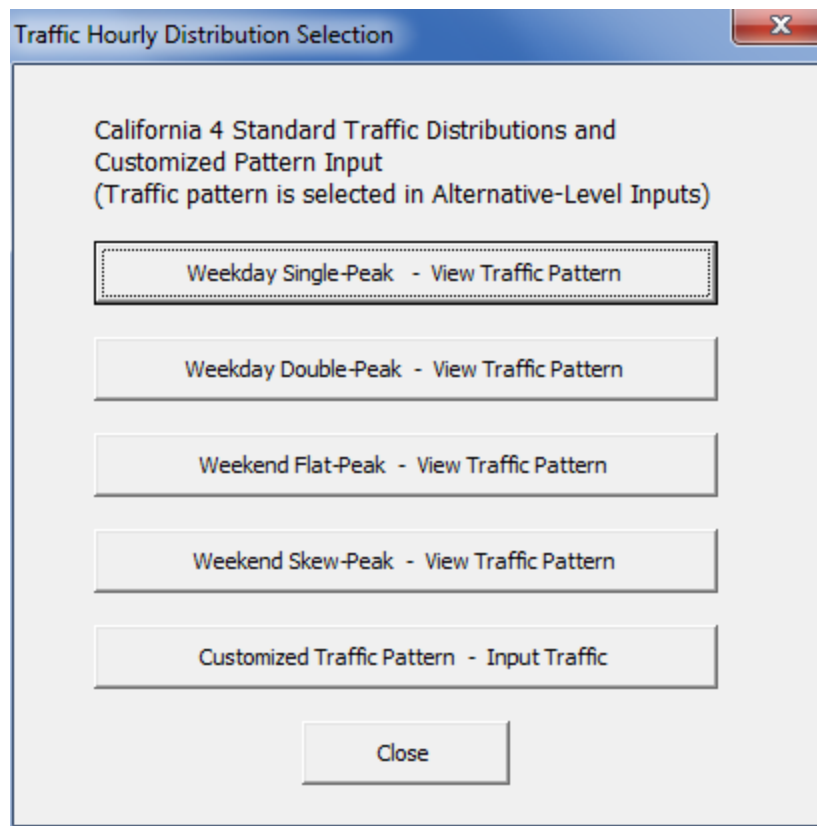 Traffic Hourly Distribution Selection
X
California 4 Standard Traffic Distributions and
Customized Pattern Input
(Traffic pattern is selected in Alternative-Level Inputs)
Weekday Single-Peak - View Traffic Pattern
Weekday Double-Peak - View Traffic Pattern
Weekend Flat-Peak - View Traffic Pattern
Weekend Skew-Peak - View Traffic Pattern
Customized Traffic Pattern - Input Traffic
Close